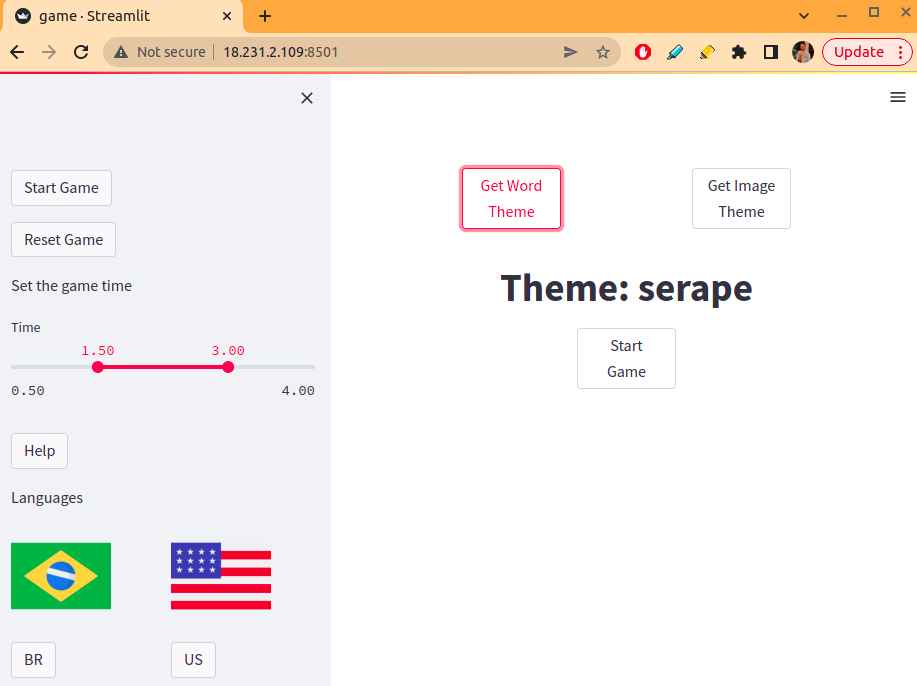 game · Streamlit
Not secure
18.231.2.109:8501
Update
Start Game
Reset Game
Set the game time
Time
1.50 3.00
0.50 4.00
Help
Languages
BR US
Get Word
Theme
Get Image
Theme
Theme: serape
Start
Game